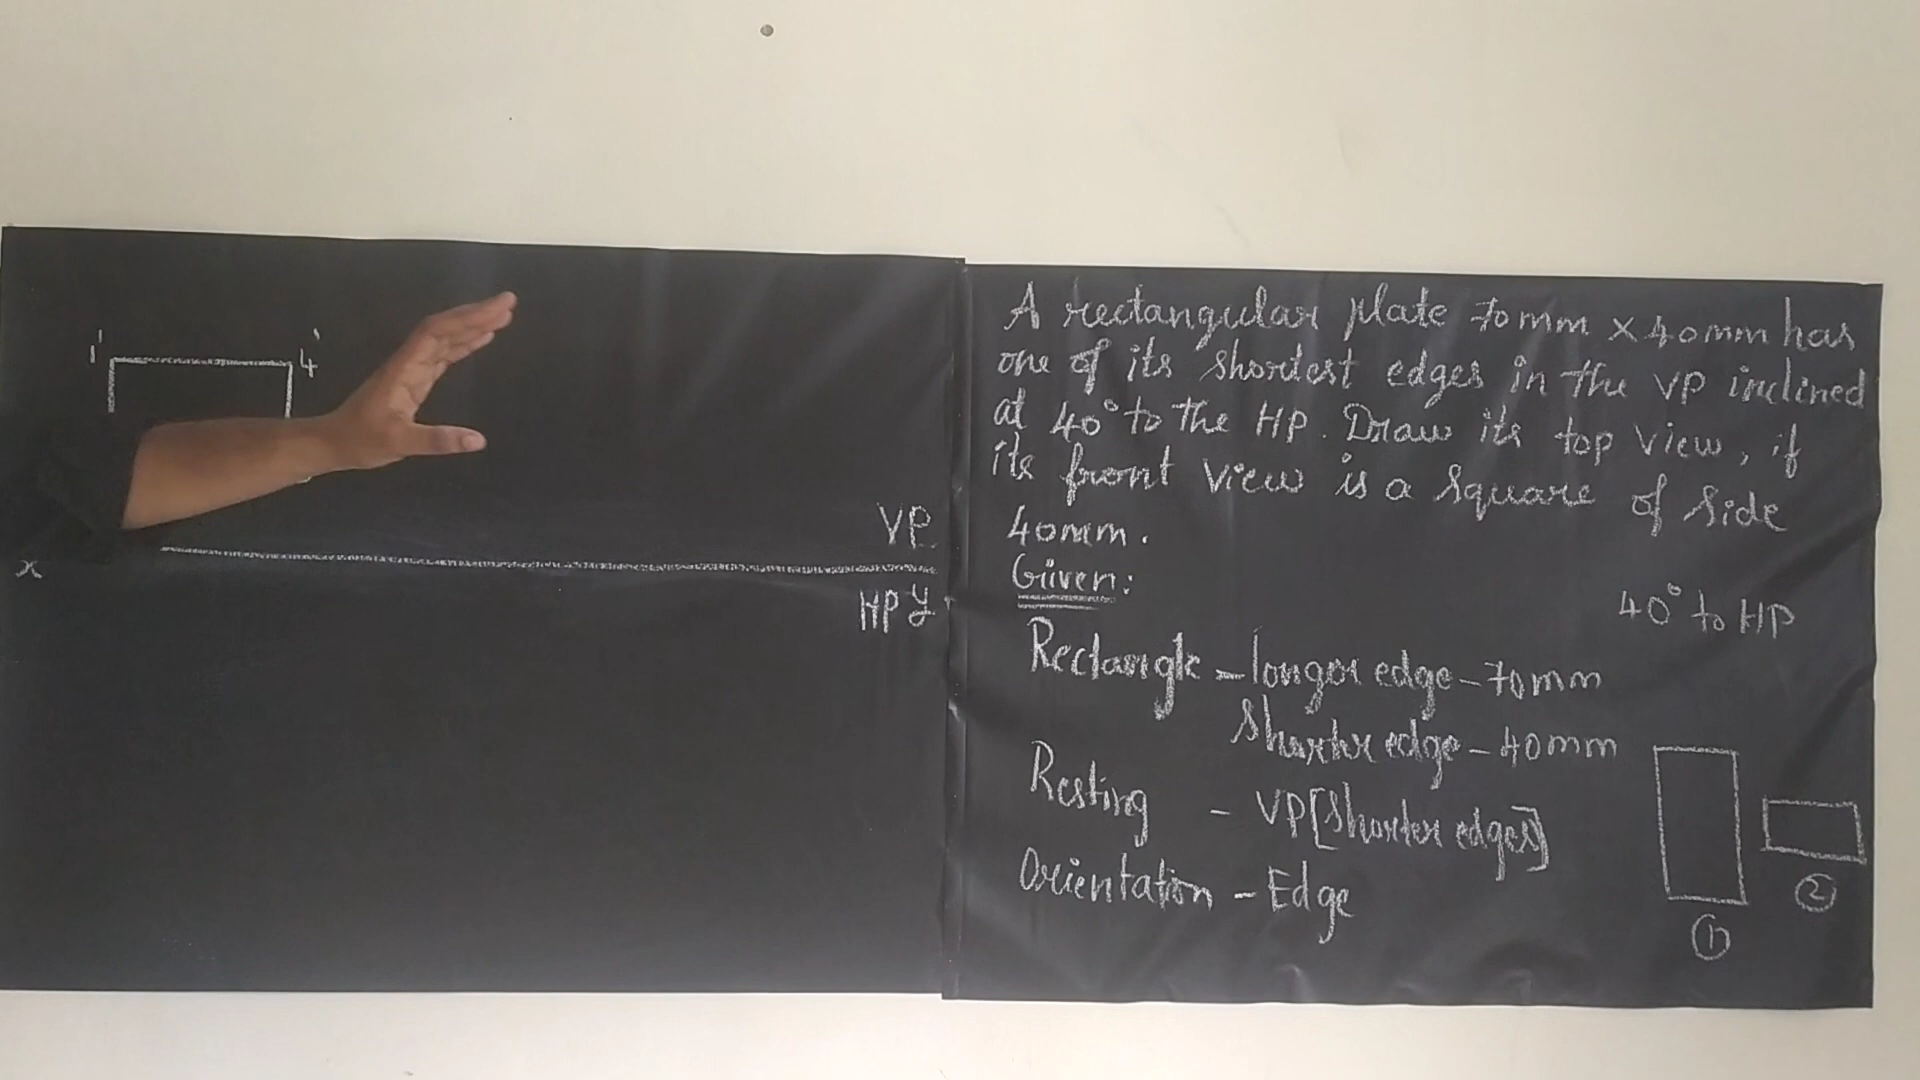 1' 4'
VP
x
HP y
A rectangular plate 70mm x 40mm has
one of its shortest edges in the VP inclined
at 40° to the HP. Draw its top view, if
its front view is a square of side
40mm.
Given:
40° to HP
Rectangle - longer edge - 70mm
Shorter edge - 40mm
Resting - VP [Shorter edges]
Orientation - Edge
1 2